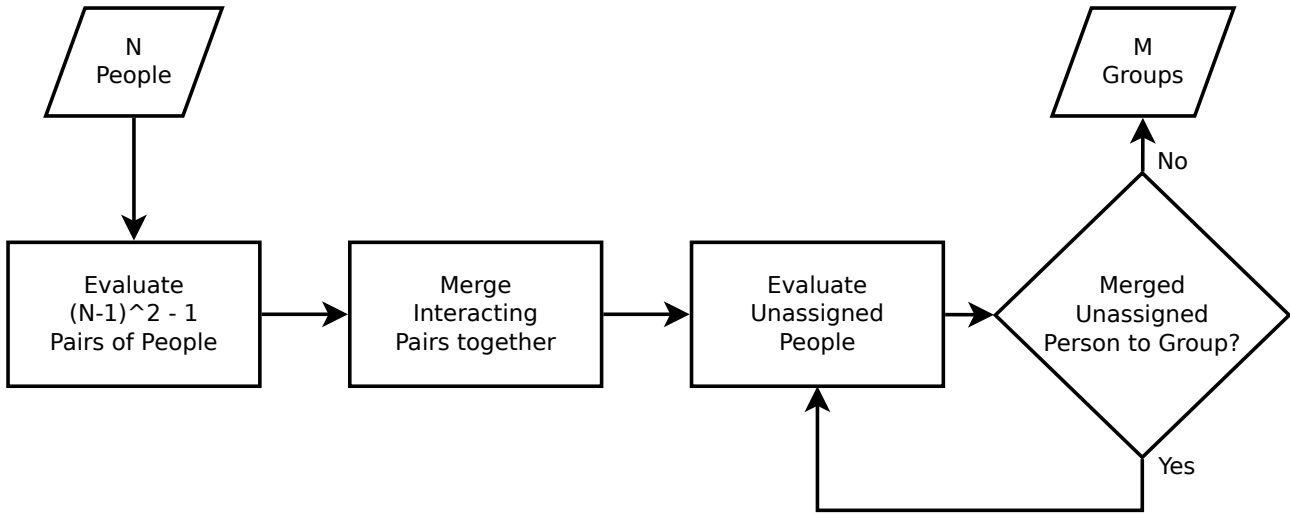 N
People
Evaluate
(N-1)^2 - 1
Pairs of People
Merge
Interacting
Pairs together
Evaluate
Unassigned
People
Merged
Unassigned
Person to Group?
Yes
No
M
Groups